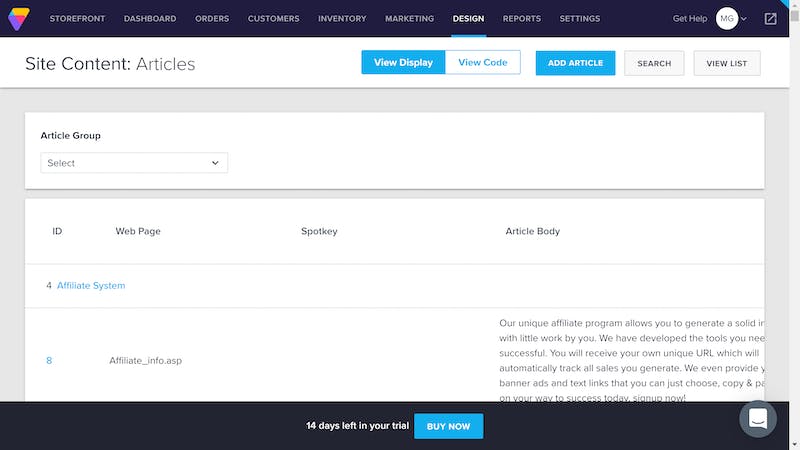 STOREFRONT DASHBOARD ORDERS CUSTOMERS INVENTORY MARKETING DESIGN REPORTS SETTINGS Get Help MG
Site Content: Articles View Display View Code ADD ARTICLE SEARCH VIEW LIST
Article Group
Select
ID Web Page Spotkey Article Body
4 Affiliate System
Our unique affiliate program allows you to generate a solid in
with little work by you. We have developed the tools you nee
successful. You will receive your own unique URL which will
8 Affiliate_info.asp
automatically track all sales you generate. We even provide y
banner ads and text links that you can just choose, copy & pa
on your way to success today, signup now!
14 days left in your trial BUY NOW